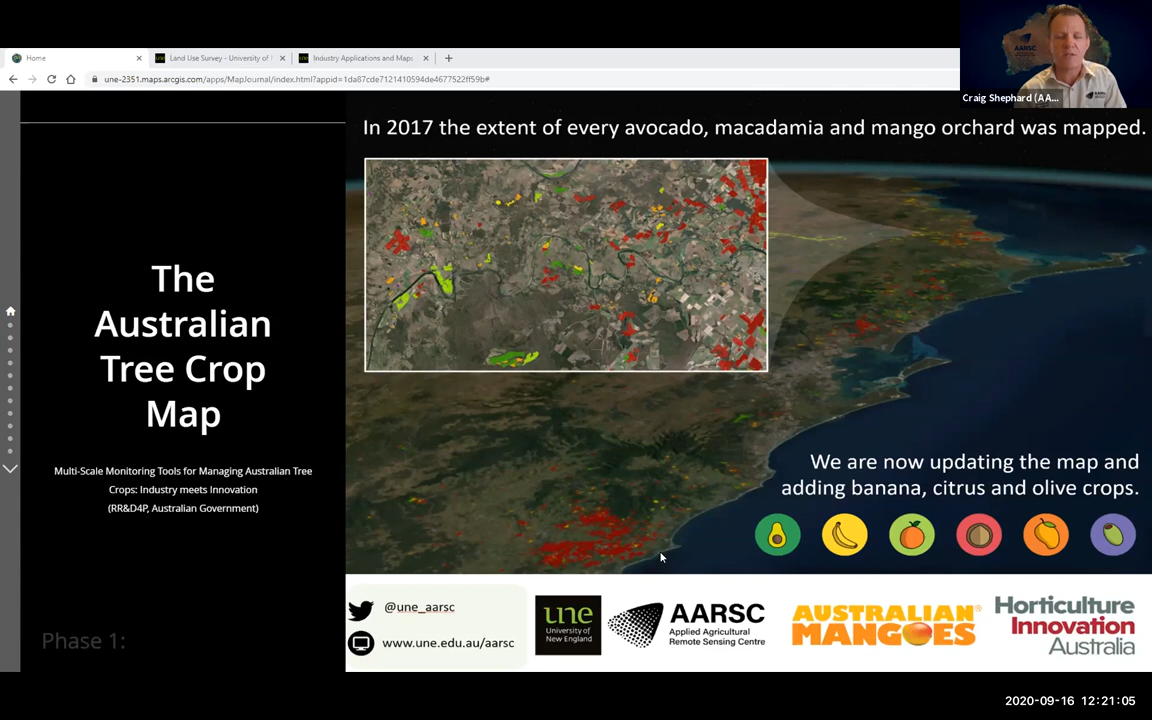 Home
Land Use Survey - University of
Industry Applications and Maps
une-2351.maps.arcgis.com/apps/MapJournal/index.html?appid=1da87cde7121410594de4677522ff59b#
AARSC
Craig Shephard (AA...
In 2017 the extent of every avocado, macadamia and mango orchard was mapped.
The
Australian
Tree Crop
Map
Multi-Scale Monitoring Tools for Managing Australian Tree
Crops: Industry meets Innovation
(RR&D4P, Australian Government)
Phase 1:
We are now updating the map and
adding banana, citrus and olive crops.
@une_aarsc
www.une.edu.au/aarsc
une
University of
New England
AARSC
Applied Agricultural
Remote Sensing Centre
AUSTRALIAN
MANGOES
Horticulture
Innovation
Australia
2020-09-16 12:21:05